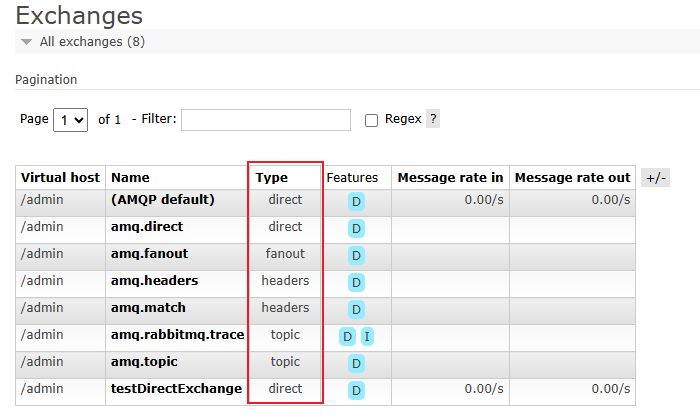 Exchanges
All exchanges (8)
Pagination
Page 1 of 1 - Filter: Regex ?
Virtual host Name Type Features Message rate in Message rate out +/-
/admin (AMQP default) direct D 0.00/s 0.00/s
/admin amq.direct direct D
/admin amq.fanout fanout D
/admin amq.headers headers D
/admin amq.match headers D
/admin amq.rabbitmq.trace topic D I
/admin amq.topic topic D
/admin testDirectExchange direct D 0.00/s 0.00/s